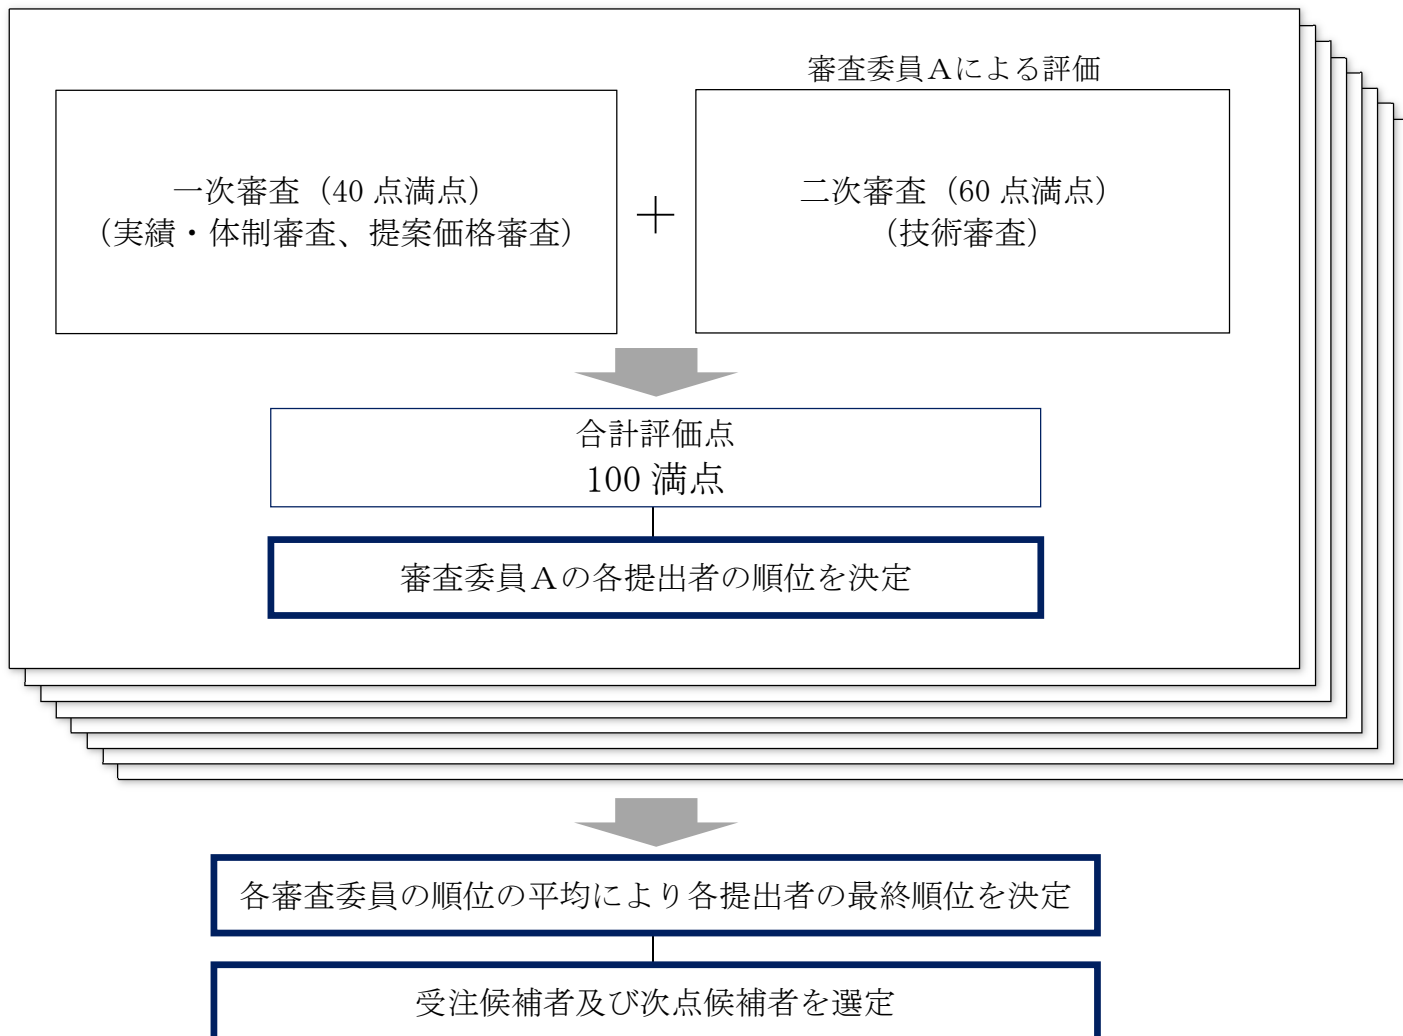 審査委員Aによる評価
一次審査（40 点満点）
（実績・体制審査、提案価格審査）
＋
二次審査（60 点満点）
（技術審査）
合計評価点
100 満点
審査委員Aの各提出者の順位を決定
各審査委員の順位の平均により各提出者の最終順位を決定
受注候補者及び次点候補者を選定